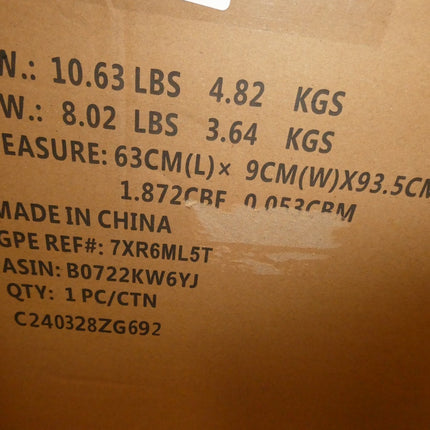 N.: 10.63 LBS 4.82 KGS
W.: 8.02 LBS 3.64 KGS
EASURE: 63CM(L)× 9CM(W)X93.5CM
1.872CBF 0.053CBM
MADE IN CHINA
GPE REF#: 7XR6ML5T
ASIN: B0722KW6YJ
QTY: 1 PC/CTN
C240328ZG692